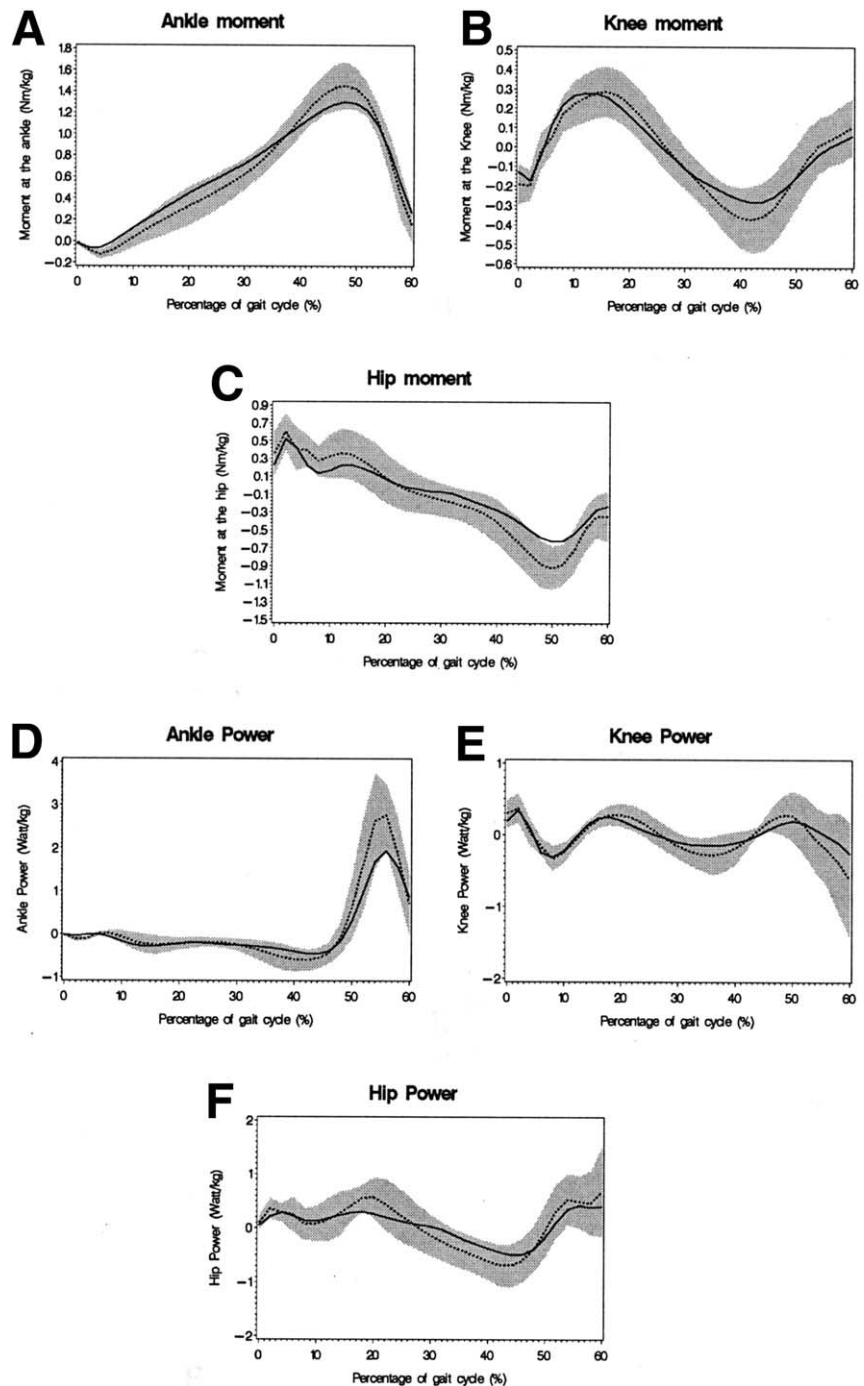 A
Ankle moment
Moment at the ankle (Nm/kg)
1.8
1.6
1.4
1.2
1.0
0.8
0.6
0.4
0.2
0.0
−0.2
0 10 20 30 40 50 60
Percentage of gait cycle (%)
B
Knee moment
Moment at the Knee (Nm/kg)
0.5
0.4
0.3
0.2
0.1
0.0
−0.1
−0.2
−0.3
−0.4
−0.5
−0.6
0 10 20 30 40 50 60
Percentage of gait cycle (%)
C
Hip moment
Moment at the hip (Nm/kg)
0.9
0.7
0.5
0.3
0.1
−0.1
−0.3
−0.5
−0.7
−0.9
−1.1
−1.3
−1.5
0 10 20 30 40 50 60
Percentage of gait cycle (%)
D
Ankle Power
Ankle Power (Watt/kg)
4
3
2
1
0
−1
0 10 20 30 40 50 60
Percentage of gait cycle (%)
E
Knee Power
Knee Power (Watt/kg)
1
0
−1
−2
0 10 20 30 40 50 60
Percentage of gait cycle (%)
F
Hip Power
Hip Power (Watt/kg)
2
1
0
−1
−2
0 10 20 30 40 50 60
Percentage of gait cycle (%)